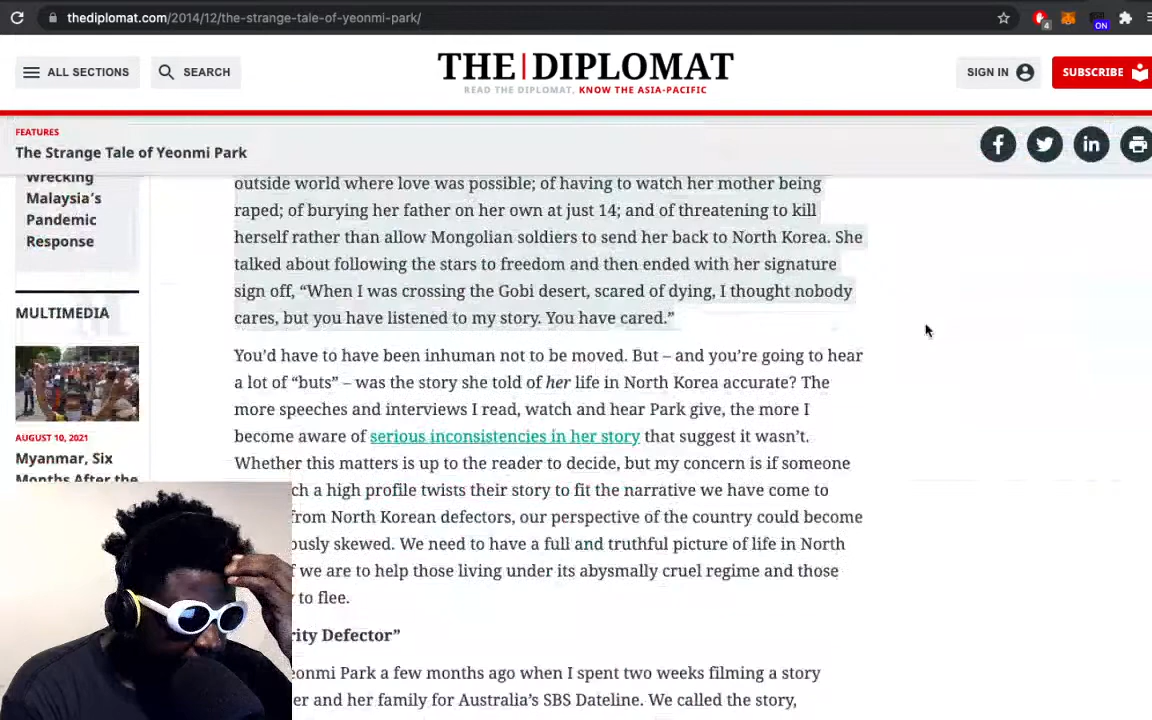 thediplomat.com/2014/12/the-strange-tale-of-yeonmi-park/
4
ON
ALL SECTIONS
SEARCH
THE|DIPLOMAT
READ THE DIPLOMAT, KNOW THE ASIA-PACIFIC
SIGN IN
SUBSCRIBE
FEATURES
The Strange Tale of Yeonmi Park
Wrecking
Malaysia's
Pandemic
Response
MULTIMEDIA
AUGUST 10, 2021
Myanmar, Six
Months After the
outside world where love was possible; of having to watch her mother being
raped; of burying her father on her own at just 14; and of threatening to kill
herself rather than allow Mongolian soldiers to send her back to North Korea. She
talked about following the stars to freedom and then ended with her signature
sign off, “When I was crossing the Gobi desert, scared of dying, I thought nobody
cares, but you have listened to my story. You have cared.”
You’d have to have been inhuman not to be moved. But – and you’re going to hear
a lot of “buts” – was the story she told of her life in North Korea accurate? The
more speeches and interviews I read, watch and hear Park give, the more I
become aware of serious inconsistencies in her story that suggest it wasn’t.
Whether this matters is up to the reader to decide, but my concern is if someone
ch a high profile twists their story to fit the narrative we have come to
from North Korean defectors, our perspective of the country could become
ously skewed. We need to have a full and truthful picture of life in North
f we are to help those living under its abysmally cruel regime and those
to flee.
rity Defector”
eonmi Park a few months ago when I spent two weeks filming a story
er and her family for Australia’s SBS Dateline. We called the story,